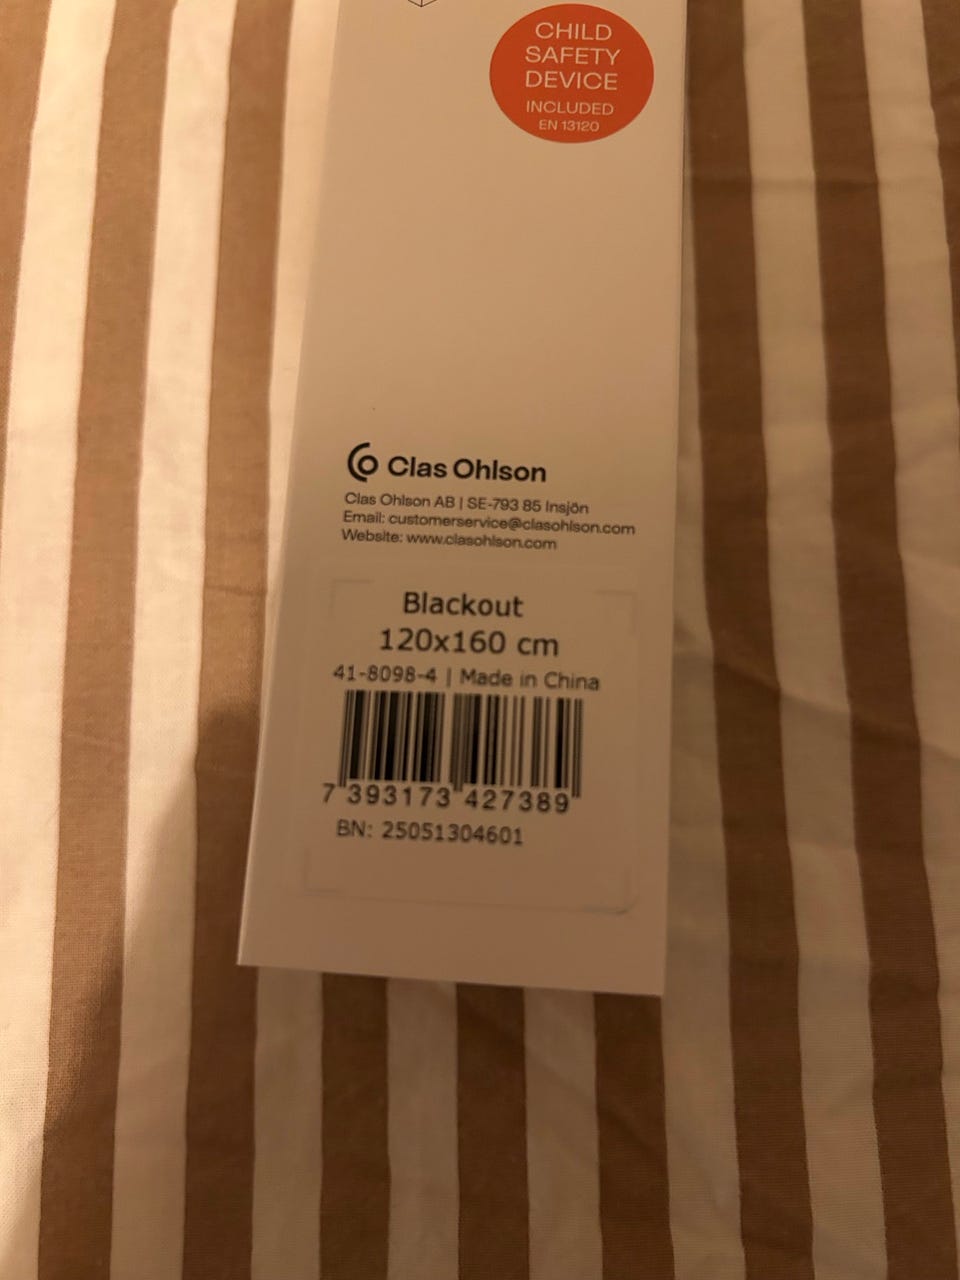 CHILD
SAFETY
DEVICE
INCLUDED
EN 13120
Clas Ohlson
Clas Ohlson AB | SE-793 85 Insjön
Email: customerservice@clasohlson.com
Website: www.clasohlson.com
Blackout
120x160 cm
41-8098-4 | Made in China
7 393173 427389
BN: 25051304601